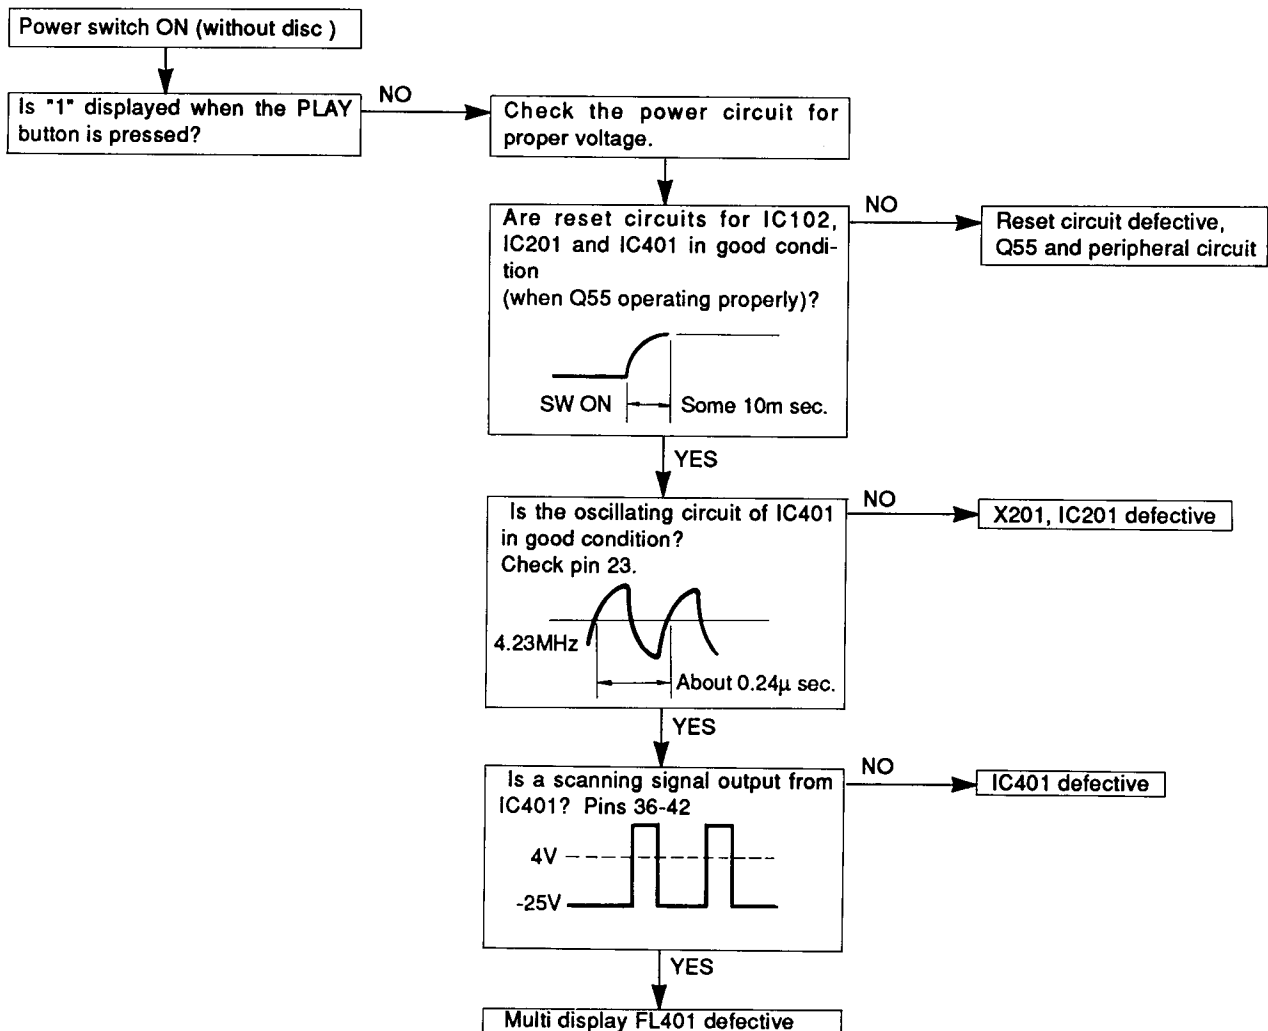 Power switch ON (without disc )
Is "1" displayed when the PLAY
button is pressed?
NO
Check the power circuit for
proper voltage.
Are reset circuits for IC102,
IC201 and IC401 in good condi-
tion
(when Q55 operating properly)?
SW ON
Some 10m sec.
NO
Reset circuit defective,
Q55 and peripheral circuit
YES
Is the oscillating circuit of IC401
in good condition?
Check pin 23.
4.23MHz
About 0.24μ sec.
NO
X201, IC201 defective
YES
Is a scanning signal output from
IC401? Pins 36-42
4V
-25V
NO
IC401 defective
YES
Multi display FL401 defective